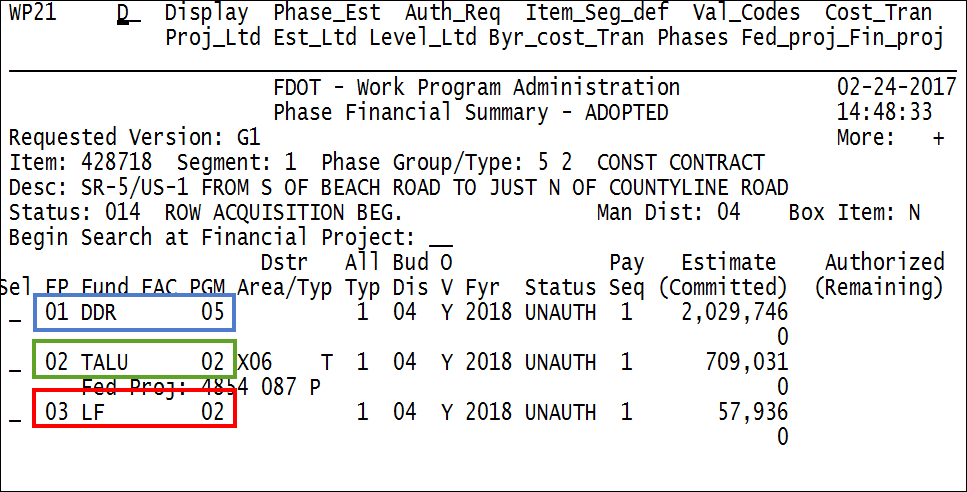 WP21 D_ Display Phase_Est Auth_Req Item_Seg_def Val_Codes Cost_Tran
Proj_Ltd Est_Ltd Level_Ltd Byr_cost_Tran Phases Fed_proj_Fin_proj
FDOT - Work Program Administration 02-24-2017
Phase Financial Summary - ADOPTED 14:48:33
Requested Version: G1 More: +
Item: 428718 Segment: 1 Phase Group/Type: 5 2 CONST CONTRACT
Desc: SR-5/US-1 FROM S OF BEACH ROAD TO JUST N OF COUNTYLINE ROAD
Status: 014 ROW ACQUISITION BEG. Man Dist: 04 Box Item: N
Begin Search at Financial Project: __
Dstr All Bud O Pay Estimate Authorized
Sel FP Fund FAC PGM Area/Typ Typ Dis V Fyr Status Seq (Committed) (Remaining)
_ 01 DDR 05 1 04 Y 2018 UNAUTH 1 2,029,746
0
_ 02 TALU 02 X06 T 1 04 Y 2018 UNAUTH 1 709,031
Fed Proj: 4854 087 P 0
_ 03 LF 02 1 04 Y 2018 UNAUTH 1 57,936
0